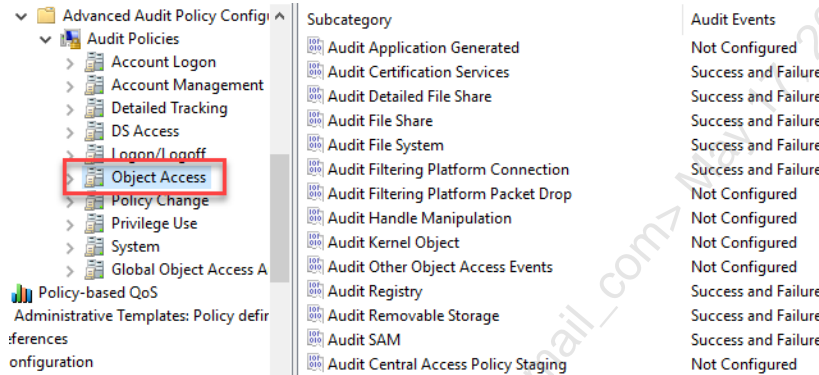 Advanced Audit Policy Configu
Audit Policies
Account Logon
Account Management
Detailed Tracking
DS Access
Logon/Logoff
Object Access
Policy Change
Privilege Use
System
Global Object Access A
Policy-based QoS
Administrative Templates: Policy defir
ferences
onfiguration
Subcategory Audit Events
Audit Application Generated Not Configured
Audit Certification Services Success and Failure
Audit Detailed File Share Success and Failure
Audit File Share Success and Failure
Audit File System Success and Failure
Audit Filtering Platform Connection Success and Failure
Audit Filtering Platform Packet Drop Not Configured
Audit Handle Manipulation Not Configured
Audit Kernel Object Not Configured
Audit Other Object Access Events Not Configured
Audit Registry Success and Failure
Audit Removable Storage Success and Failure
Audit SAM Success and Failure
Audit Central Access Policy Staging Not Configured
mail_com> May 17, 20